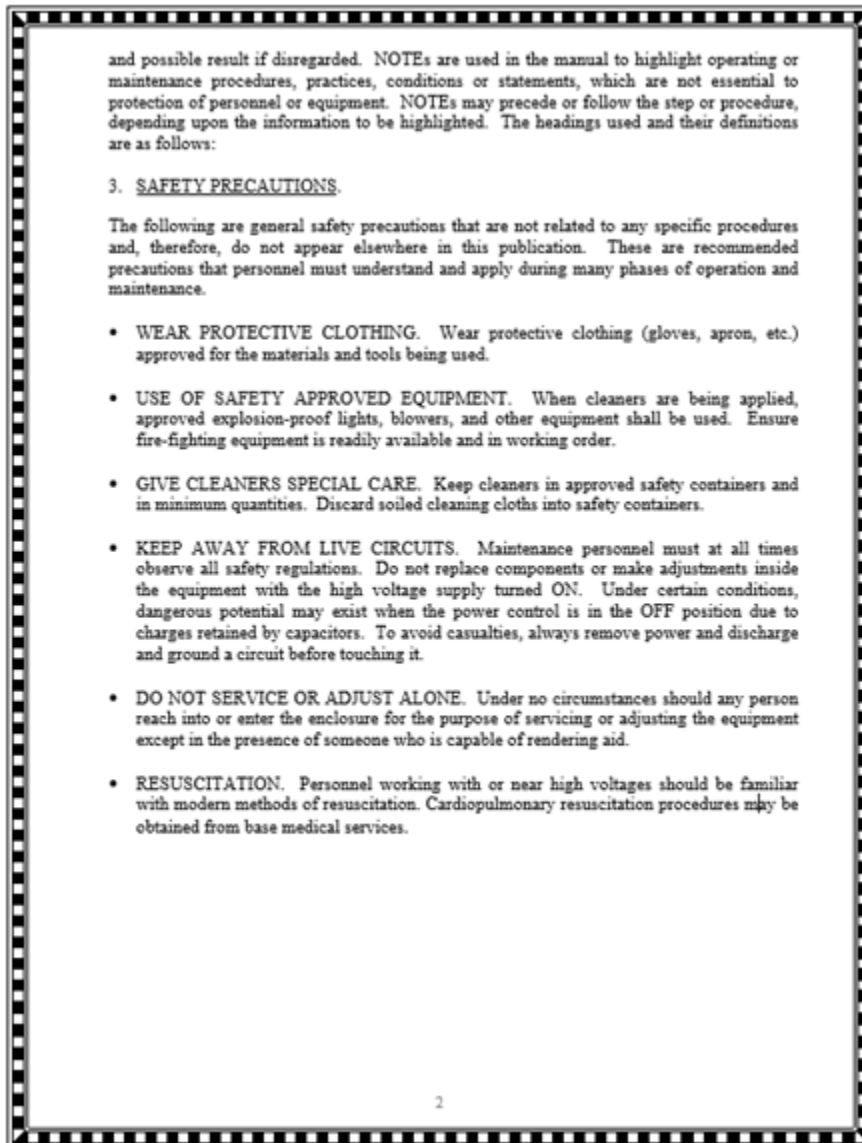 and possible result if disregarded.  NOTEs are used in the manual to highlight operating or
maintenance procedures, practices, conditions or statements, which are not essential to
protection of personnel or equipment.  NOTEs may precede or follow the step or procedure,
depending upon the information to be highlighted.  The headings used and their definitions
are as follows:
3.  SAFETY PRECAUTIONS.
The following are general safety precautions that are not related to any specific procedures
and, therefore, do not appear elsewhere in this publication.  These are recommended
precautions that personnel must understand and apply during many phases of operation and
maintenance.
• WEAR PROTECTIVE CLOTHING.  Wear protective clothing (gloves, apron, etc.)
approved for the materials and tools being used.
• USE OF SAFETY APPROVED EQUIPMENT.  When cleaners are being applied,
approved explosion-proof lights, blowers, and other equipment shall be used.  Ensure
fire-fighting equipment is readily available and in working order.
• GIVE CLEANERS SPECIAL CARE.  Keep cleaners in approved safety containers and
in minimum quantities.  Discard soiled cleaning cloths into safety containers.
• KEEP AWAY FROM LIVE CIRCUITS.  Maintenance personnel must at all times
observe all safety regulations.  Do not replace components or make adjustments inside
the equipment with the high voltage supply turned ON.  Under certain conditions,
dangerous potential may exist when the power control is in the OFF position due to
charges retained by capacitors.  To avoid casualties, always remove power and discharge
and ground a circuit before touching it.
• DO NOT SERVICE OR ADJUST ALONE.  Under no circumstances should any person
reach into or enter the enclosure for the purpose of servicing or adjusting the equipment
except in the presence of someone who is capable of rendering aid.
• RESUSCITATION.  Personnel working with or near high voltages should be familiar
with modern methods of resuscitation. Cardiopulmonary resuscitation procedures may be
obtained from base medical services.
2